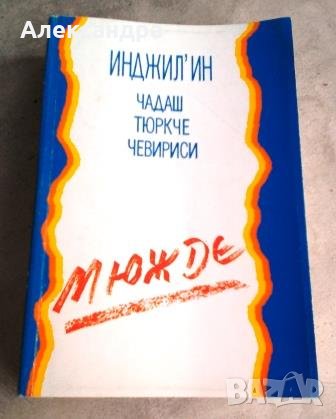 Александра
ИНДЖИЛ'ИН
ЧАДАШ
ТЮРКЧЕ
ЧЕВИРИСИ
МЮЖДЕ
BAZAR